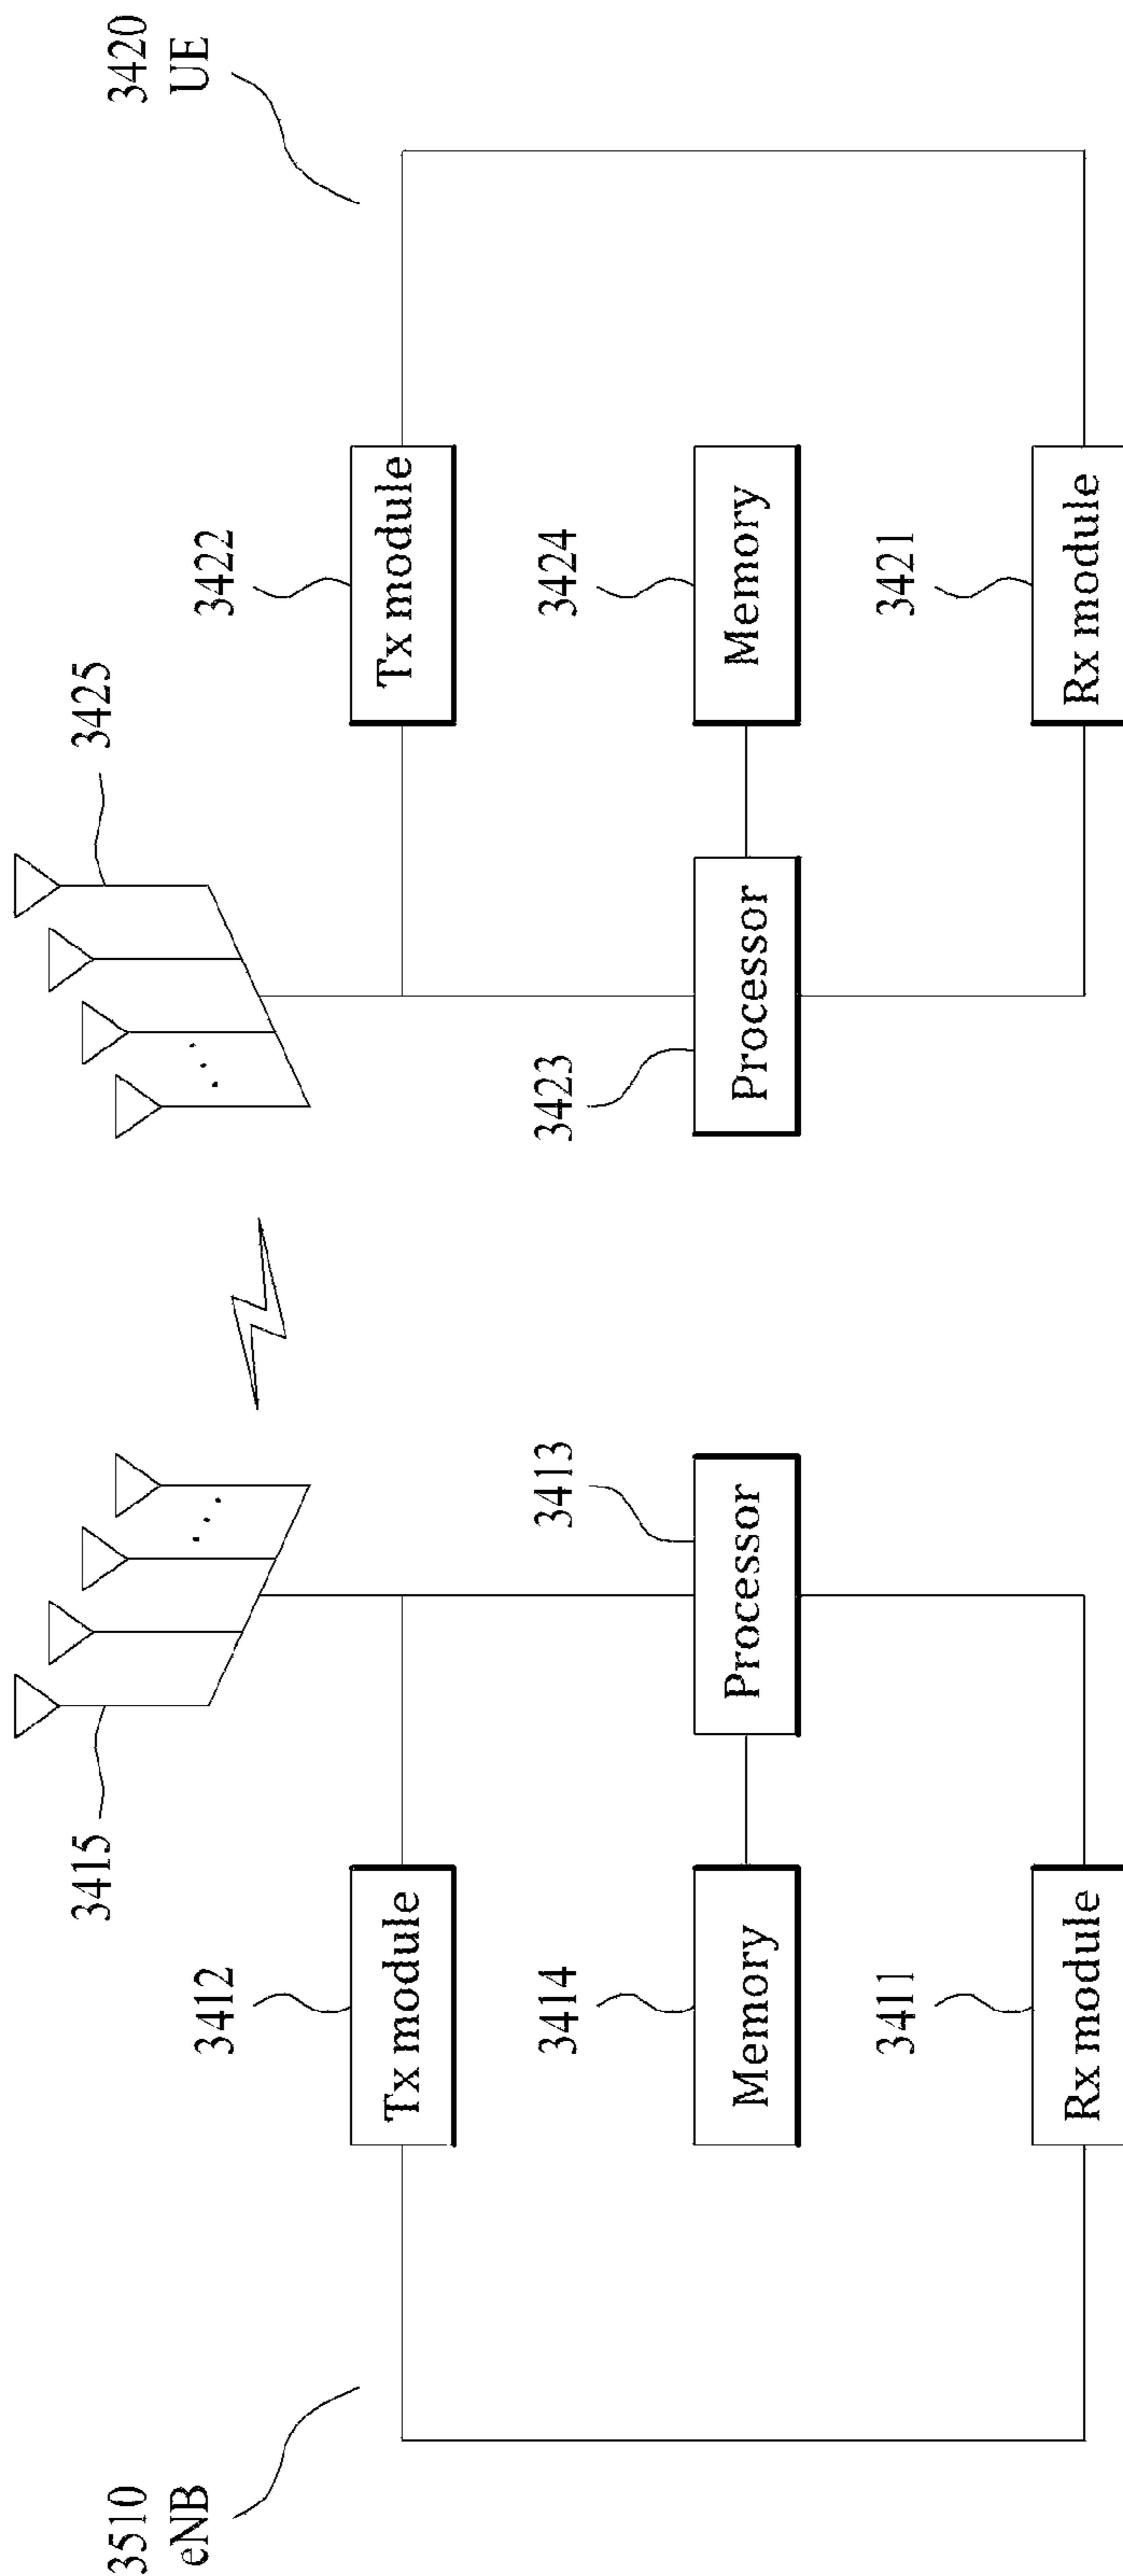 3510
eNB
3415
3412
Tx module
3414
Memory
3413
Processor
3411
Rx module
3420
UE
3425
3422
Tx module
3423
Processor
3424
Memory
3421
Rx module